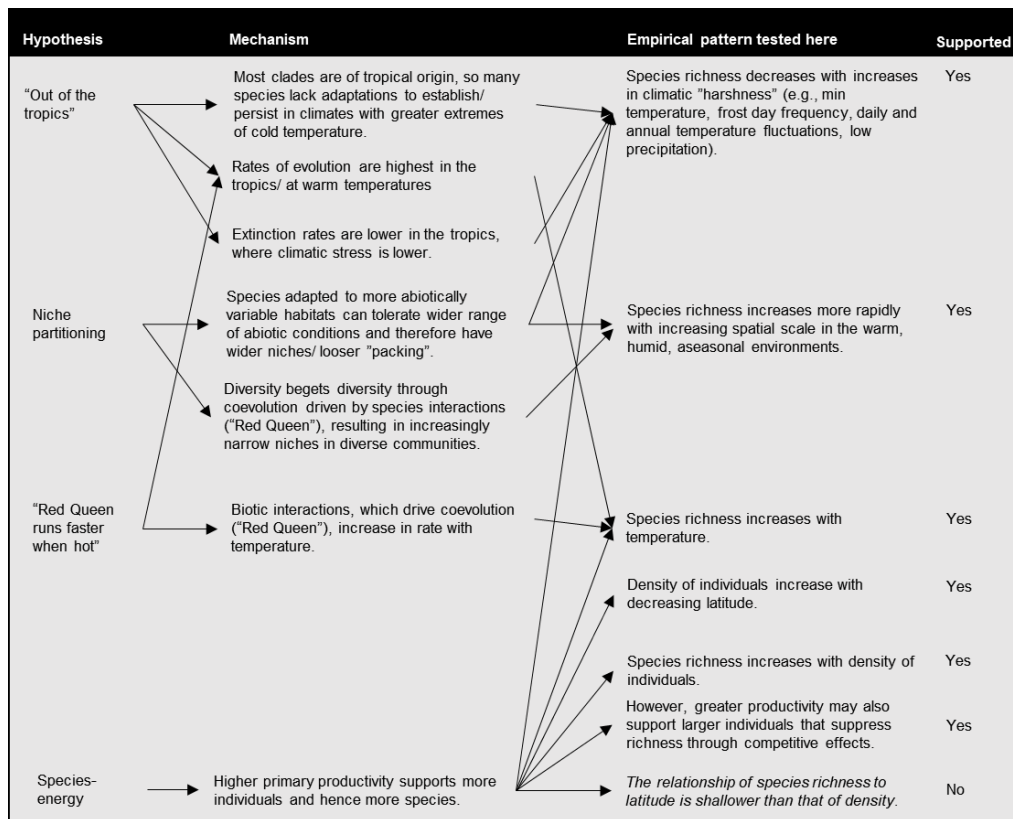 Hypothesis
Mechanism
Empirical pattern tested here
Supported
"Out of the
tropics"
Most clades are of tropical origin, so many
species lack adaptations to establish/
persist in climates with greater extremes
of cold temperature.
Species richness decreases with increases
in climatic "harshness" (e.g., min
temperature, frost day frequency, daily and
annual temperature fluctuations, low
precipitation).
Yes
Rates of evolution are highest in the
tropics/ at warm temperatures
Extinction rates are lower in the tropics,
where climatic stress is lower.
Niche
partitioning
Species adapted to more abiotically
variable habitats can tolerate wider range
of abiotic conditions and therefore have
wider niches/ looser "packing".
Species richness increases more rapidly
with increasing spatial scale in the warm,
humid, aseasonal environments.
Yes
Diversity begets diversity through
coevolution driven by species interactions
("Red Queen"), resulting in increasingly
narrow niches in diverse communities.
"Red Queen
runs faster
when hot"
Biotic interactions, which drive coevolution
("Red Queen"), increase in rate with
temperature.
Species richness increases with
temperature.
Yes
Density of individuals increase with
decreasing latitude.
Yes
Species richness increases with density of
individuals.
Yes
However, greater productivity may also
support larger individuals that suppress
richness through competitive effects.
Yes
Species-
energy
Higher primary productivity supports more
individuals and hence more species.
The relationship of species richness to
latitude is shallower than that of density.
No